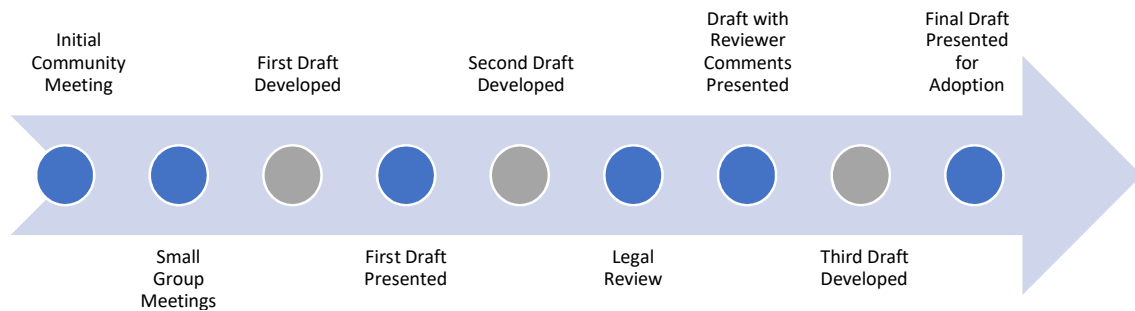 Initial
Community
Meeting
Small
Group
Meetings
First Draft
Developed
First Draft
Presented
Second Draft
Developed
Legal
Review
Draft with
Reviewer
Comments
Presented
Third Draft
Developed
Final Draft
Presented
for
Adoption